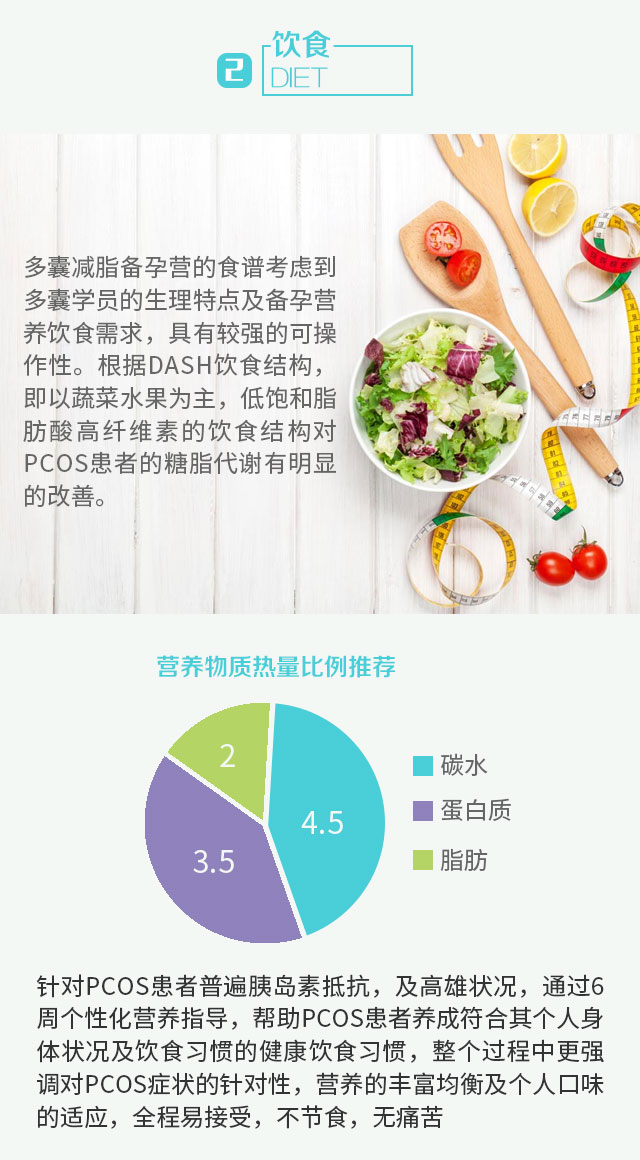 2
饮食
DIET
多囊减脂备孕营的食谱考虑到
多囊学员的生理特点及备孕营
养饮食需求，具有较强的可操
作性。根据DASH饮食结构，
即以蔬菜水果为主，低饱和脂
肪酸高纤维素的饮食结构对
PCOS患者的糖脂代谢有明显
的改善。
营养物质热量比例推荐
2
4.5
3.5
碳水
蛋白质
脂肪
针对PCOS患者普遍胰岛素抵抗，及高雄状况，通过6
周个性化营养指导，帮助PCOS患者养成符合其个人身
体状况及饮食习惯的健康饮食习惯，整个过程中更强
调对PCOS症状的针对性，营养的丰富均衡及个人口味
的适应，全程易接受，不节食，无痛苦